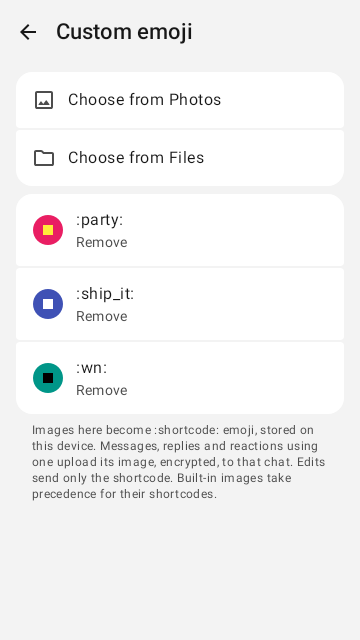 Custom emoji
Choose from Photos
Choose from Files
:party:
Remove
:ship_it:
Remove
:wn:
Remove
Images here become :shortcode: emoji, stored on
this device. Messages, replies and reactions using
one upload its image, encrypted, to that chat. Edits
send only the shortcode. Built-in images take
precedence for their shortcodes.